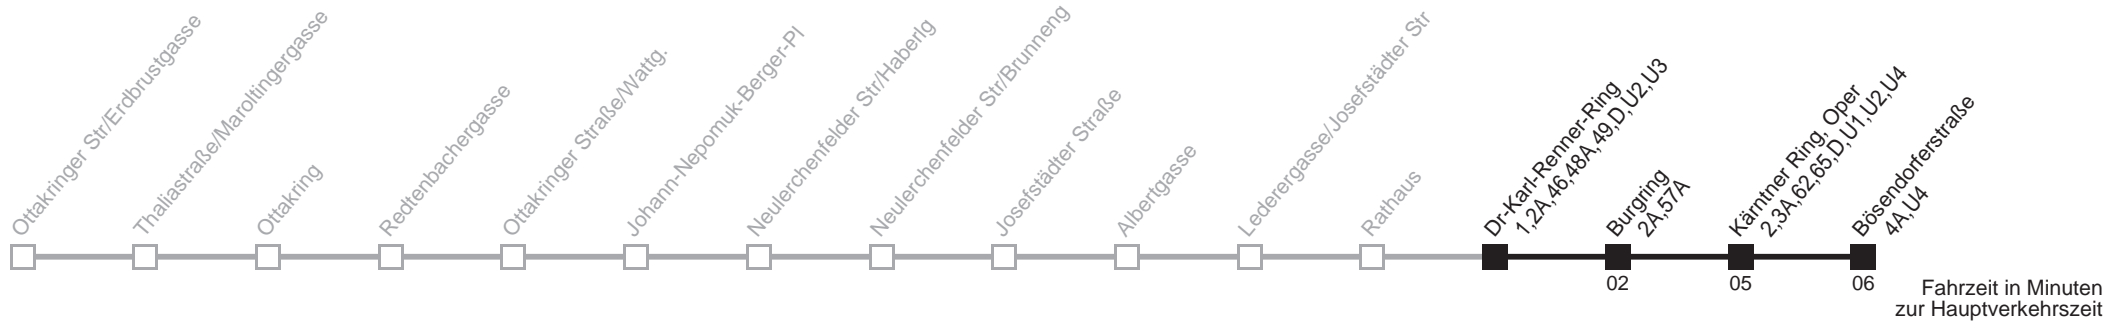 Ottakringer Str/Erdbrustgasse
Thaliastraße/Maroltingergasse
Ottakring
Redtenbachergasse
Ottakringer Straße/Wattg.
Johann-Nepomuk-Berger-Pl
Neulerchenfelder Str/Haberlg
Neulerchenfelder Str/Brunneng
Josefstädter Straße
Albertgasse
Lederergasse/Josefstädter Str
Rathaus
Dr-Karl-Renner-Ring
1,2A,46,48A,49,D,U2,U3
Burgring
2A,57A
Kärntner Ring, Oper
2,3A,62,65,D,U1,U2,U4
Bösendorferstraße
4A,U4
02
05
06
Fahrzeit in Minuten
zur Hauptverkehrszeit